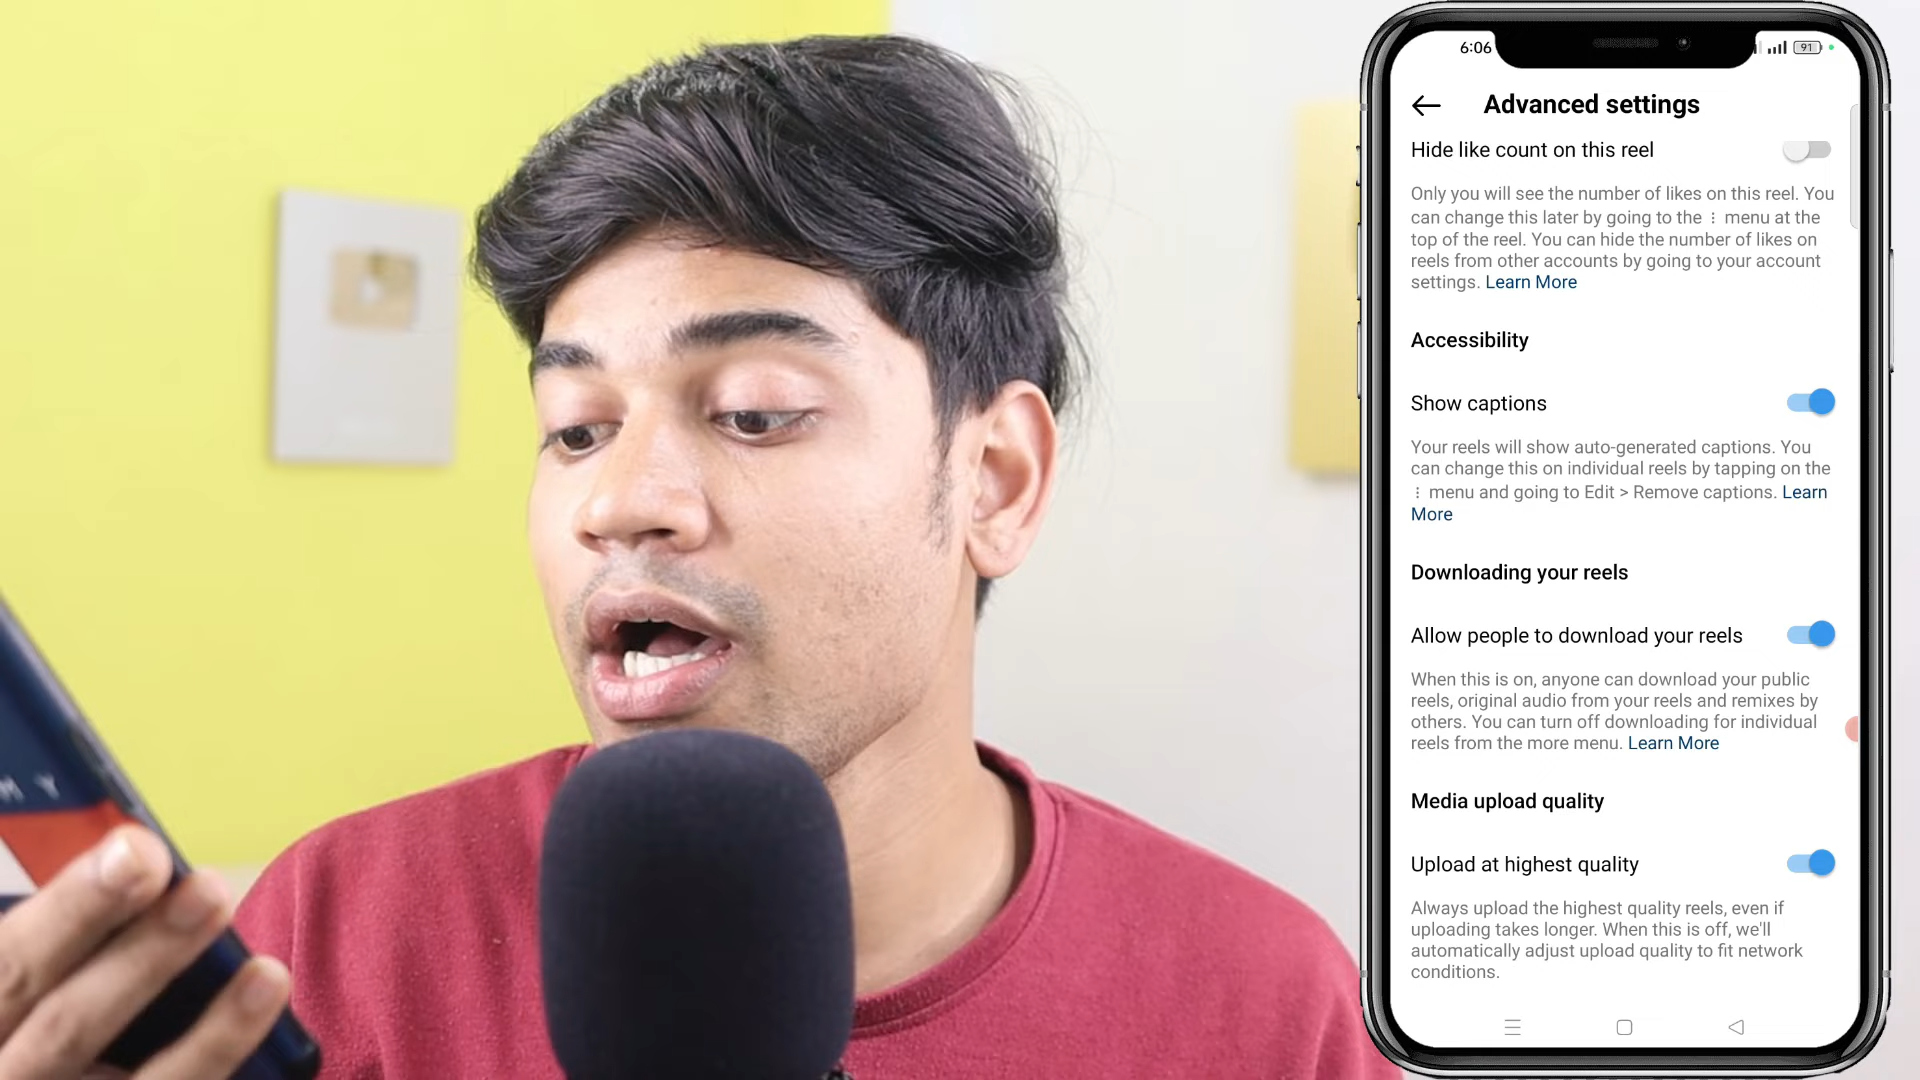 6:06
91
Advanced settings
Hide like count on this reel
Only you will see the number of likes on this reel. You
can change this later by going to the ⋮ menu at the
top of the reel. You can hide the number of likes on
reels from other accounts by going to your account
settings. Learn More
Accessibility
Show captions
Your reels will show auto-generated captions. You
can change this on individual reels by tapping on the
⋮ menu and going to Edit > Remove captions. Learn
More
Downloading your reels
Allow people to download your reels
When this is on, anyone can download your public
reels, original audio from your reels and remixes by
others. You can turn off downloading for individual
reels from the more menu. Learn More
Media upload quality
Upload at highest quality
Always upload the highest quality reels, even if
uploading takes longer. When this is off, we'll
automatically adjust upload quality to fit network
conditions.
M Y